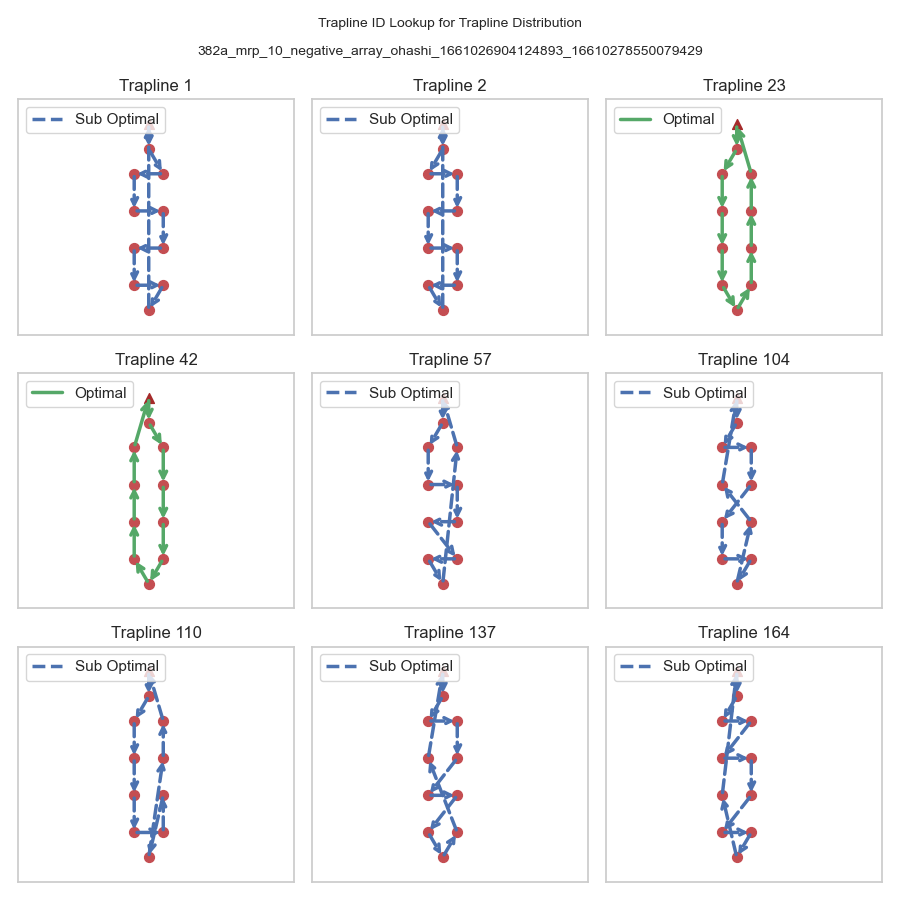 Trapline ID Lookup for Trapline Distribution
382a_mrp_10_negative_array_ohashi_1661026904124893_16610278550079429
Trapline 1
Trapline 2
Trapline 23
Sub Optimal
Sub Optimal
Optimal
Trapline 42
Trapline 57
Trapline 104
Optimal
Sub Optimal
Sub Optimal
Trapline 110
Trapline 137
Trapline 164
Sub Optimal
Sub Optimal
Sub Optimal